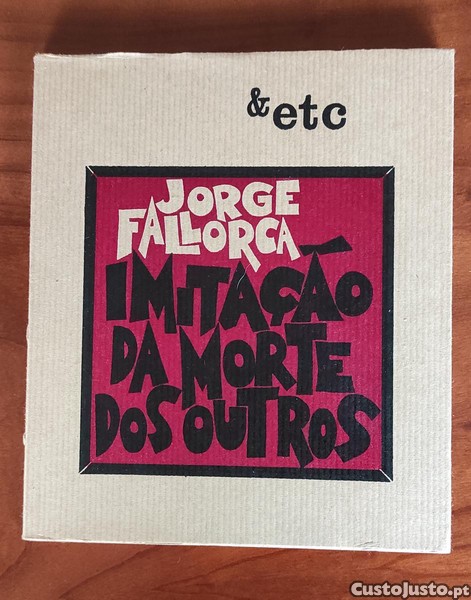 &etc
JORGE
FALLORCA
IMITAÇÃO
DA MORTE
DOS OUTROS
CustoJusto.pt